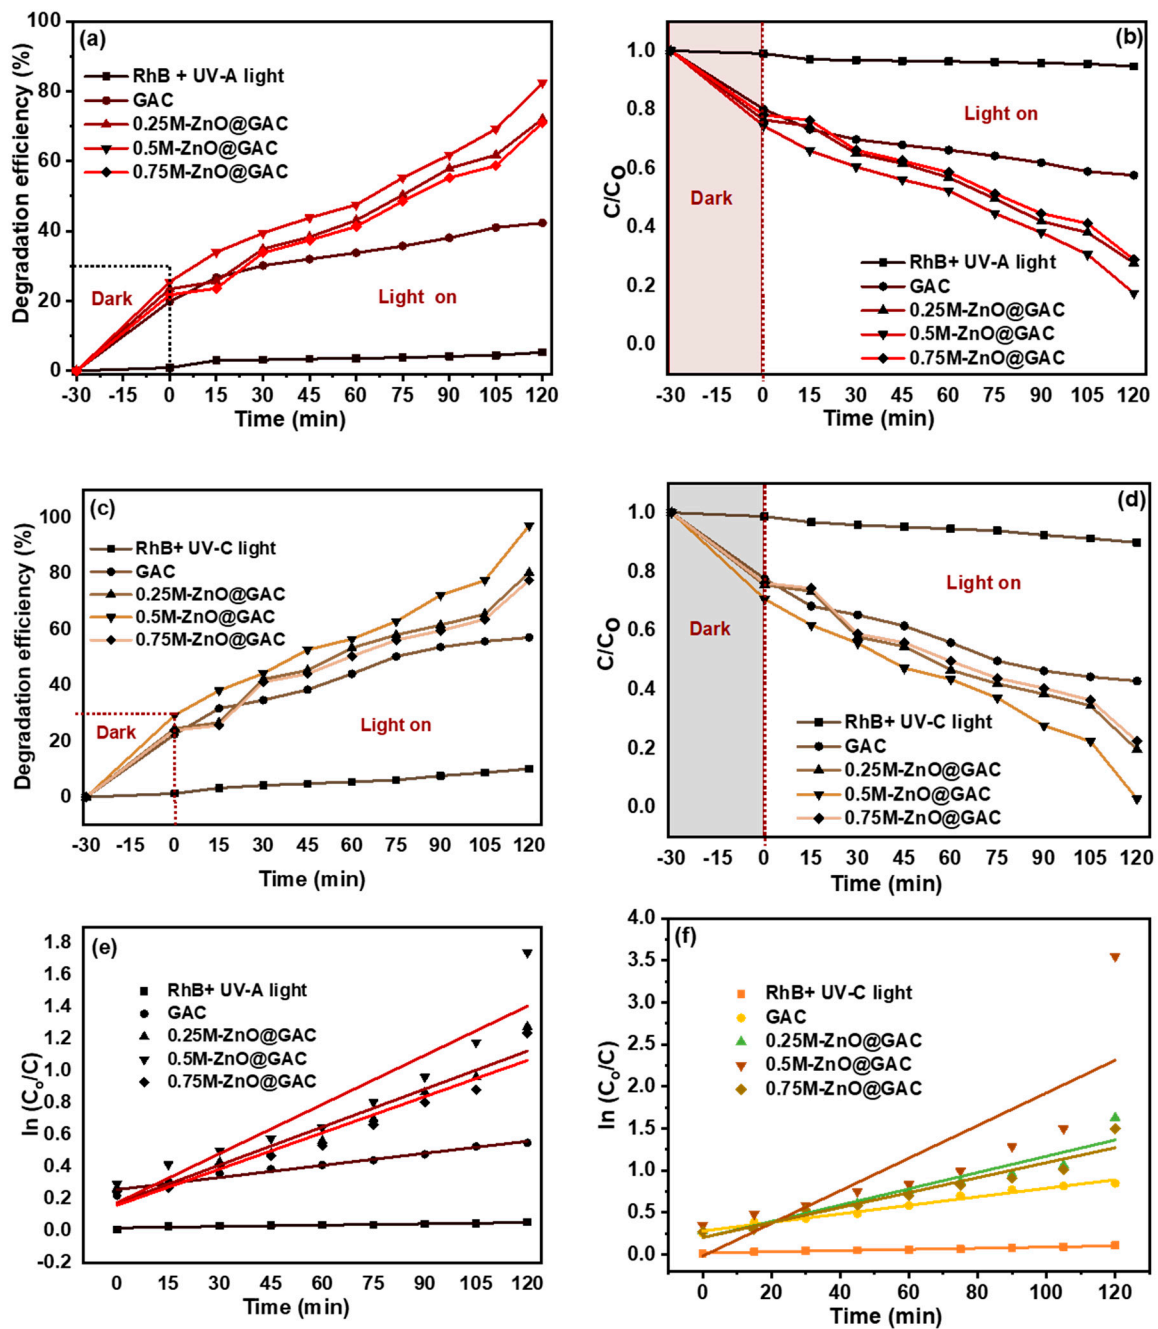 (a)
Degradation efficiency (%)
100
80
60
40
20
0
RhB + UV-A light
GAC
0.25M-ZnO@GAC
0.5M-ZnO@GAC
0.75M-ZnO@GAC
Dark
Light on
-30 -15 0 15 30 45 60 75 90 105 120
Time (min)
(b)
C/CO
1.0
0.8
0.6
0.4
0.2
0.0
Light on
Dark
RhB+ UV-A light
GAC
0.25M-ZnO@GAC
0.5M-ZnO@GAC
0.75M-ZnO@GAC
-30 -15 0 15 30 45 60 75 90 105 120
Time (min)
(c)
Degradation efficiency (%)
100
80
60
40
20
0
RhB+ UV-C light
GAC
0.25M-ZnO@GAC
0.5M-ZnO@GAC
0.75M-ZnO@GAC
Dark
Light on
-30 -15 0 15 30 45 60 75 90 105 120
Time (min)
(d)
C/CO
1.0
0.8
0.6
0.4
0.2
0.0
Light on
Dark
RhB+ UV-C light
GAC
0.25M-ZnO@GAC
0.5M-ZnO@GAC
0.75M-ZnO@GAC
-30 -15 0 15 30 45 60 75 90 105 120
Time (min)
(e)
ln (Co/C)
1.8
1.6
1.4
1.2
1.0
0.8
0.6
0.4
0.2
0.0
-0.2
RhB+ UV-A light
GAC
0.25M-ZnO@GAC
0.5M-ZnO@GAC
0.75M-ZnO@GAC
0 15 30 45 60 75 90 105 120
Time (min)
(f)
ln (Co/C)
4.0
3.5
3.0
2.5
2.0
1.5
1.0
0.5
0.0
RhB+ UV-C light
GAC
0.25M-ZnO@GAC
0.5M-ZnO@GAC
0.75M-ZnO@GAC
0 20 40 60 80 100 120
Time (min)